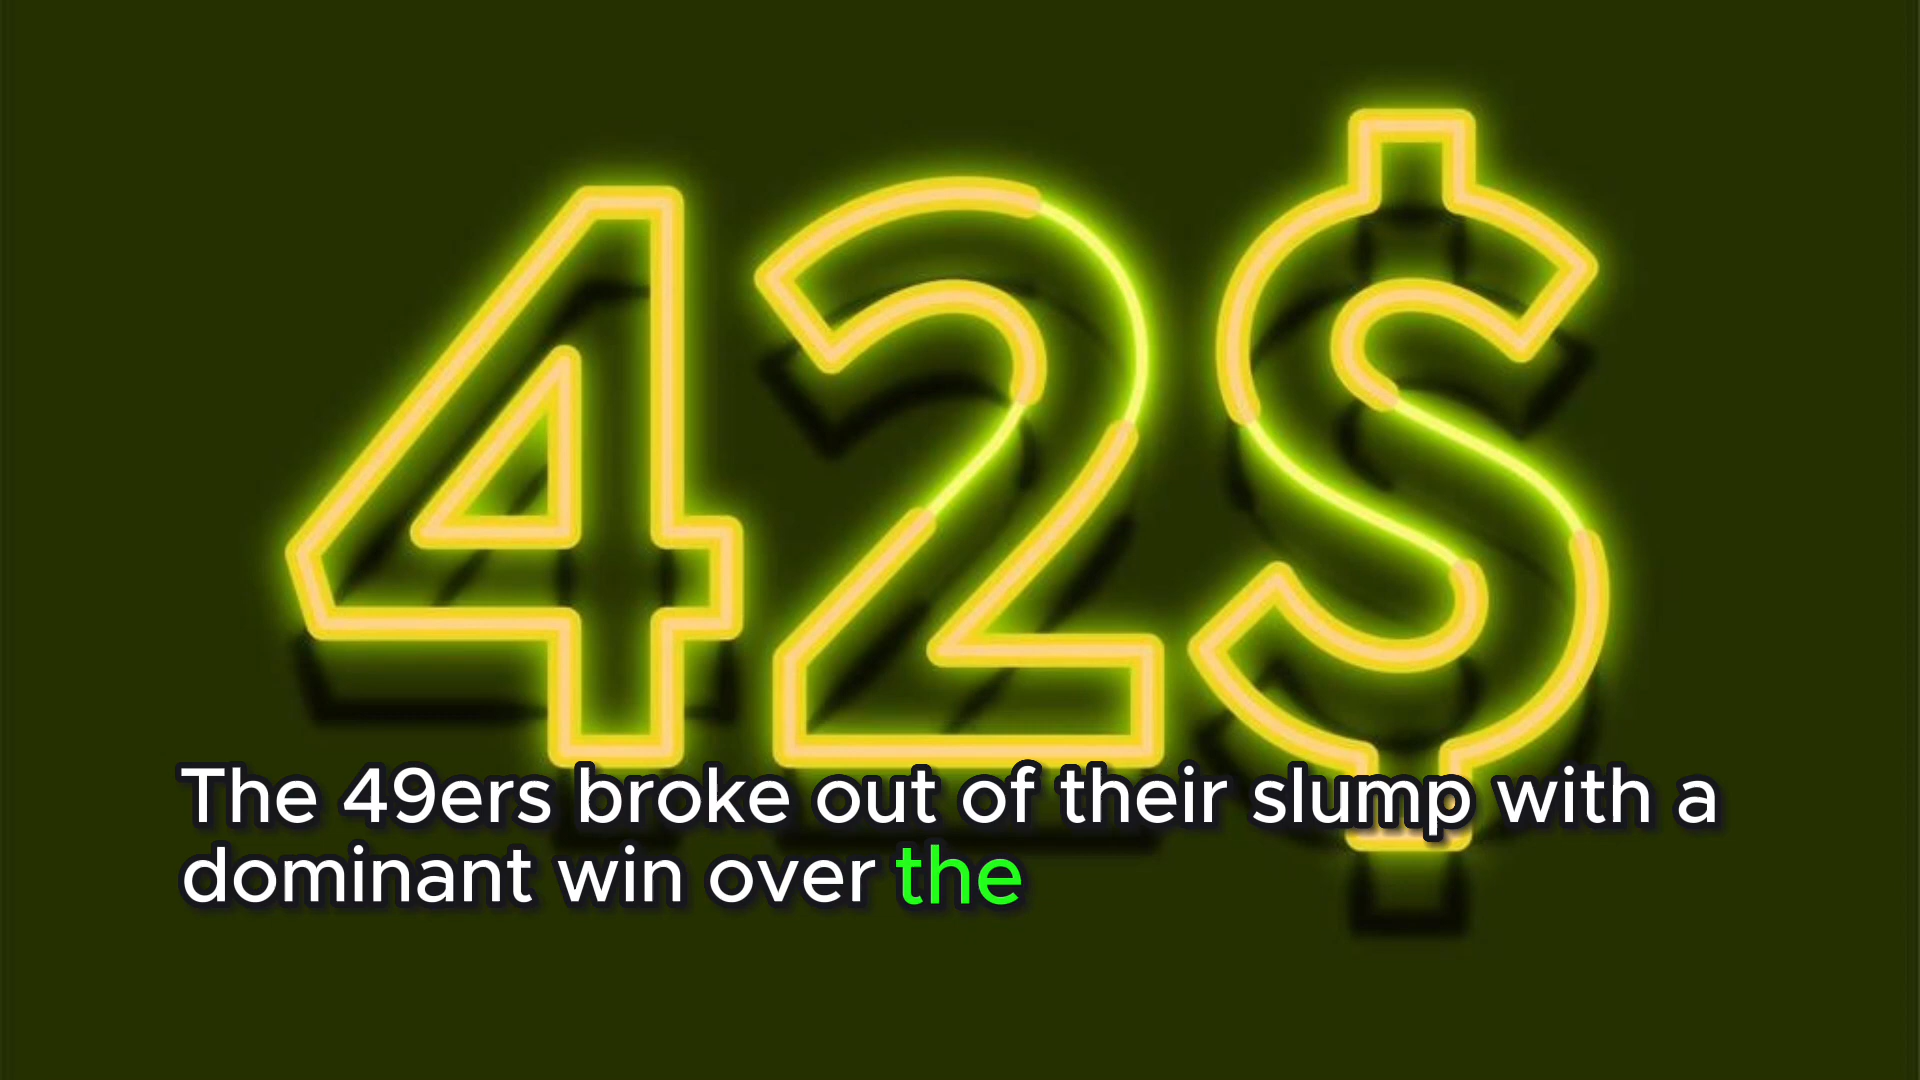 42$
The 49ers broke out of their slump with a
dominant win over the